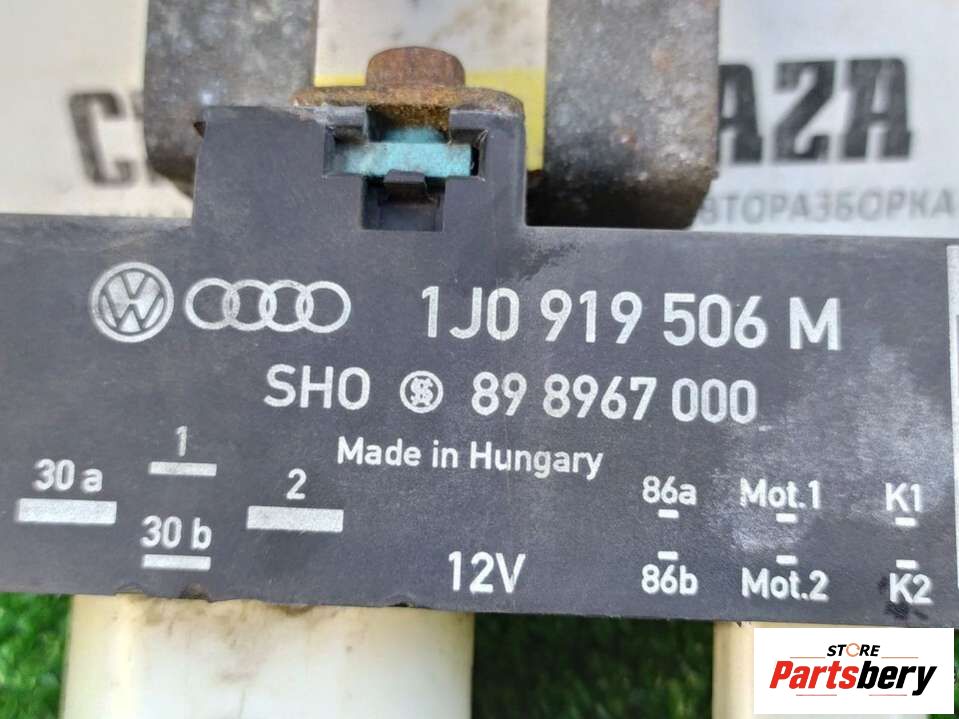 AZA
АВТОРАЗБОРКА
1J0 919 506 M
SHO 89 8967 000
Made in Hungary
30 a
1
2
30 b
12V
86a Mot.1 K1
86b Mot.2 K2
STORE
Partsbery